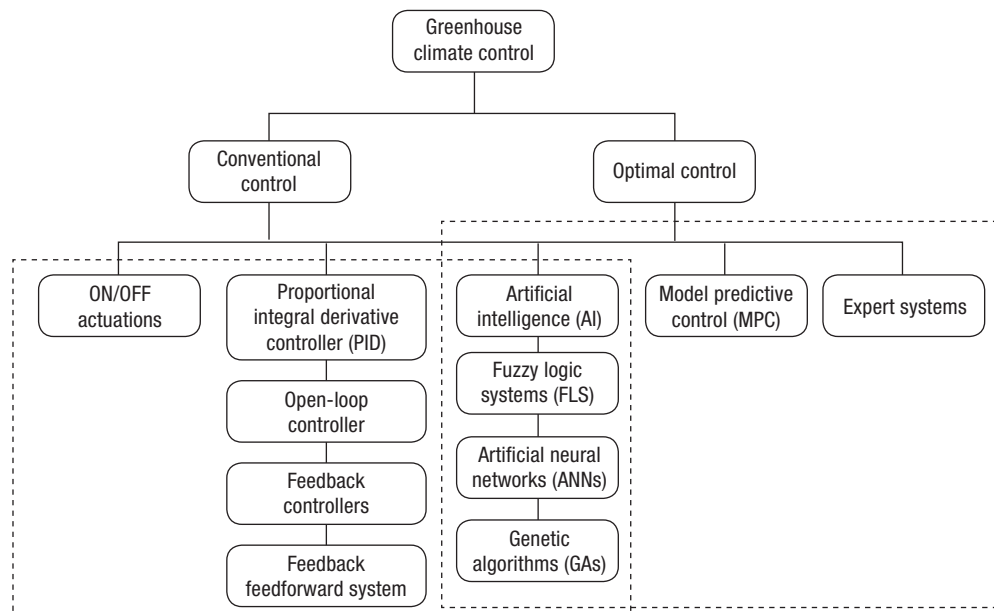 Greenhouse
climate control
Conventional
control
Optimal control
ON/OFF
actuations
Proportional
integral derivative
controller (PID)
Open-loop
controller
Feedback
controllers
Feedback
feedforward system
Artificial
intelligence (AI)
Fuzzy logic
systems (FLS)
Artificial neural
networks (ANNs)
Genetic
algorithms (GAs)
Model predictive
control (MPC)
Expert systems